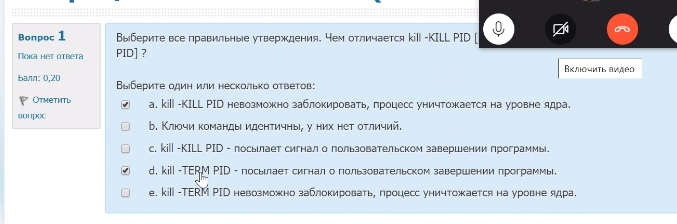 Вопрос 1
Пока нет ответа
Балл: 0,20
Отметить
вопрос
Выберите все правильные утверждения. Чем отличается kill -KILL PID [
PID] ?
Включить видео
Выберите один или несколько ответов:
a. kill -KILL PID невозможно заблокировать, процесс уничтожается на уровне ядра.
b. Ключи команды идентичны, у них нет отличий.
c. kill -KILL PID - посылает сигнал о пользовательском завершении программы.
d. kill -TERM PID - посылает сигнал о пользовательском завершении программы.
e. kill -TERM PID невозможно заблокировать, процесс уничтожается на уровне ядра.